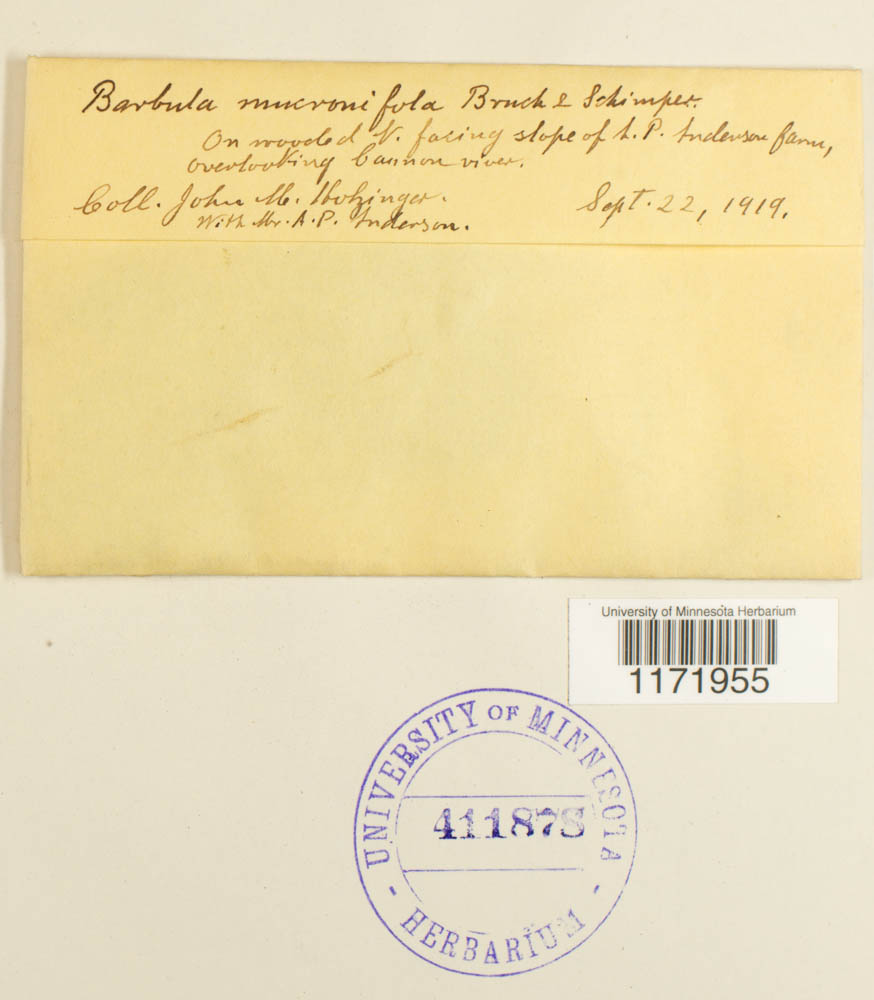 Barbula mucronifola Bruch & Schimper.
On wooded N. facing slope of A. P. Anderson farm,
overlooking Cannon river.
Coll. John M. Holzinger.
With Mr. A. P. Anderson.
Sept. 22, 1919.
University of Minnesota Herbarium
1171955
UNIVERSITY OF MINNESOTA
411878
- HERBARIUM -